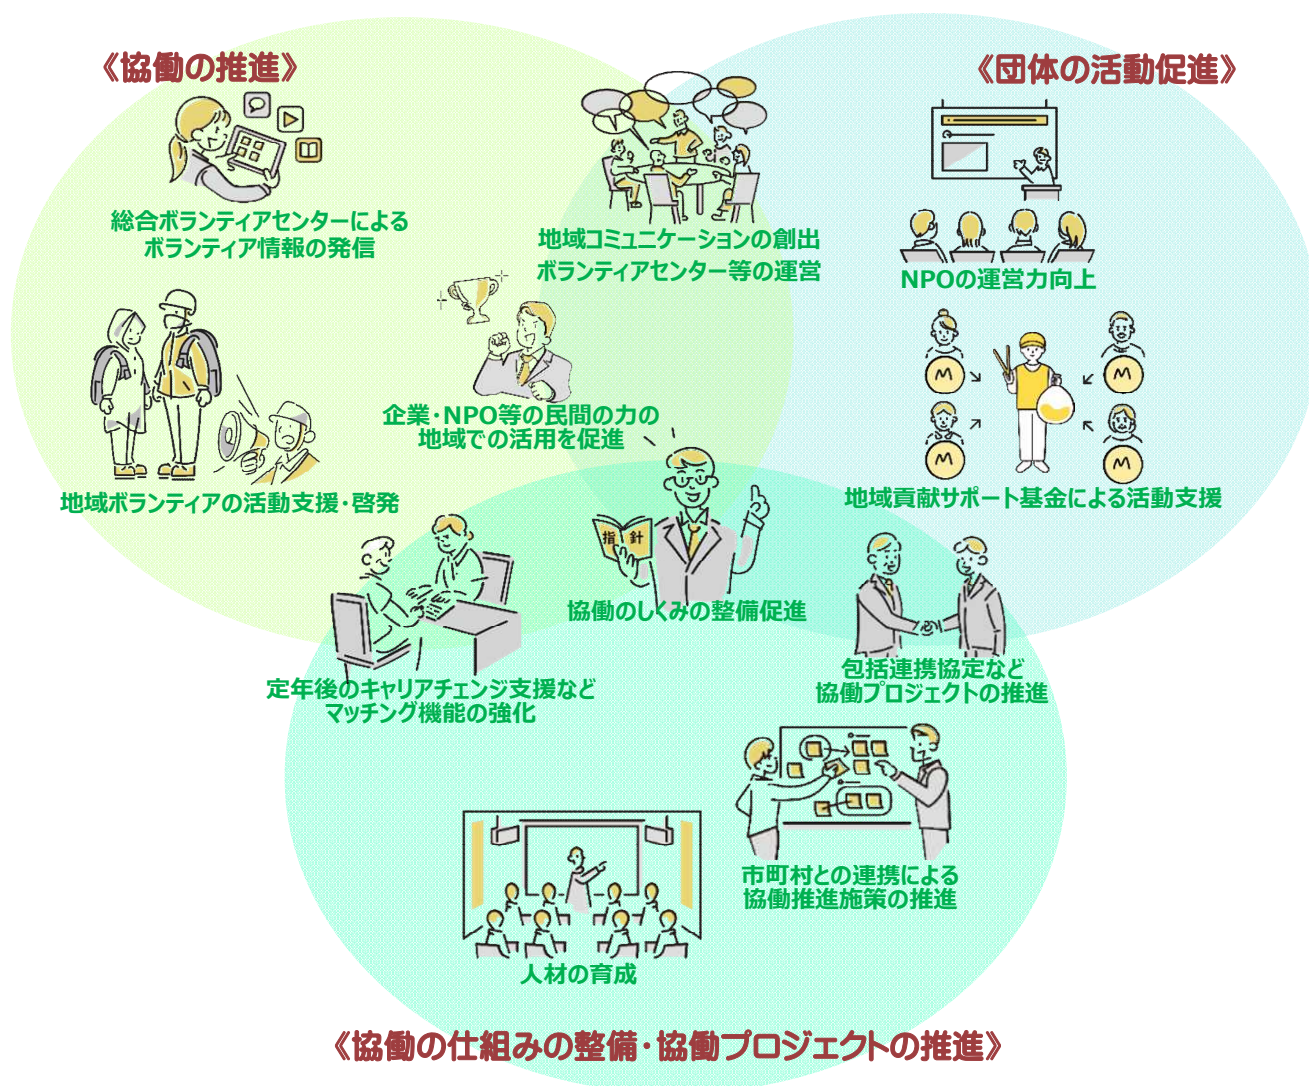 《協働の推進》
《団体の活動促進》
総合ボランティアセンターによる
ボランティア情報の発信
地域コミュニケーションの創出
ボランティアセンター等の運営
NPOの運営力向上
企業・NPO等の民間の力の
地域での活用を促進
地域ボランティアの活動支援・啓発
M
M
M
M
地域貢献サポート基金による活動支援
指針
協働のしくみの整備促進
定年後のキャリアチェンジ支援など
マッチング機能の強化
包括連携協定など
協働プロジェクトの推進
市町村との連携による
協働推進施策の推進
人材の育成
《協働の仕組みの整備・協働プロジェクトの推進》